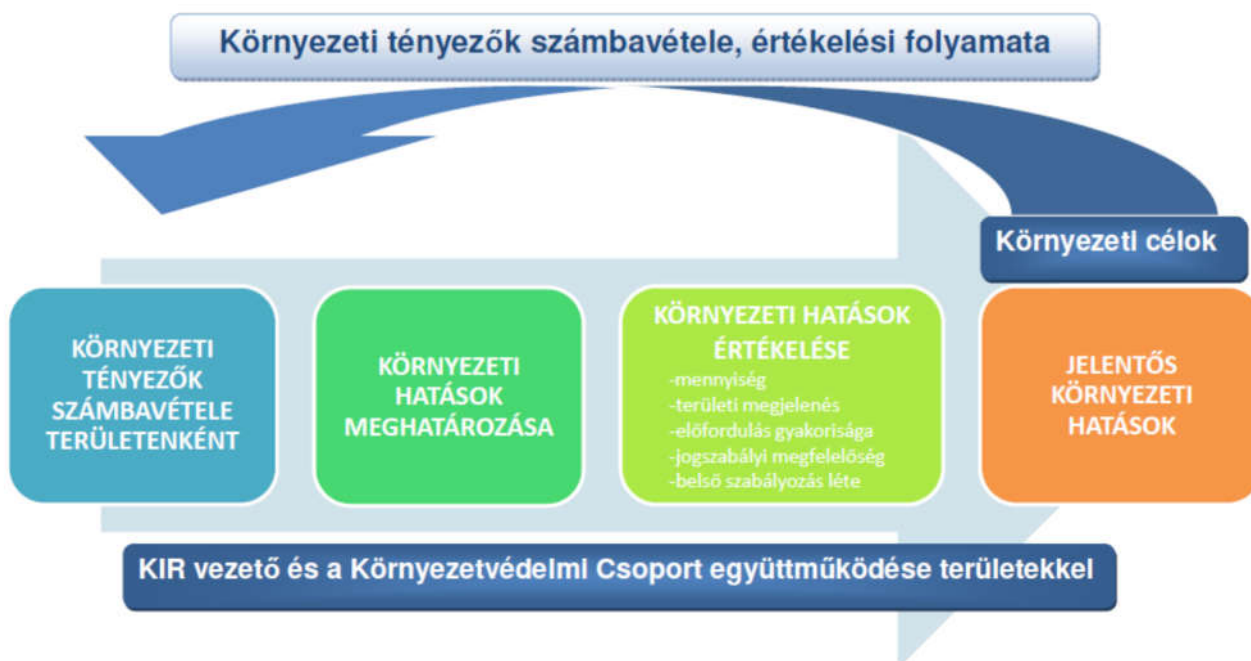 Környezeti tényezők számbavétele, értékelési folyamata
Környezeti célok
KÖRNYEZETI
TÉNYEZŐK
SZÁMBAVÉTELE
TERÜLETENKÉNT
KÖRNYEZETI
HATÁSOK
MEGHATÁROZÁSA
KÖRNYEZETI HATÁSOK
ÉRTÉKELÉSE
-mennyiség
-területi megjelenés
-előfordulás gyakorisága
-jogszabályi megfelelőség
-belső szabályozás léte
JELENTŐS
KÖRNYEZETI
HATÁSOK
KIR vezető és a Környezetvédelmi Csoport együttműködése területekkel